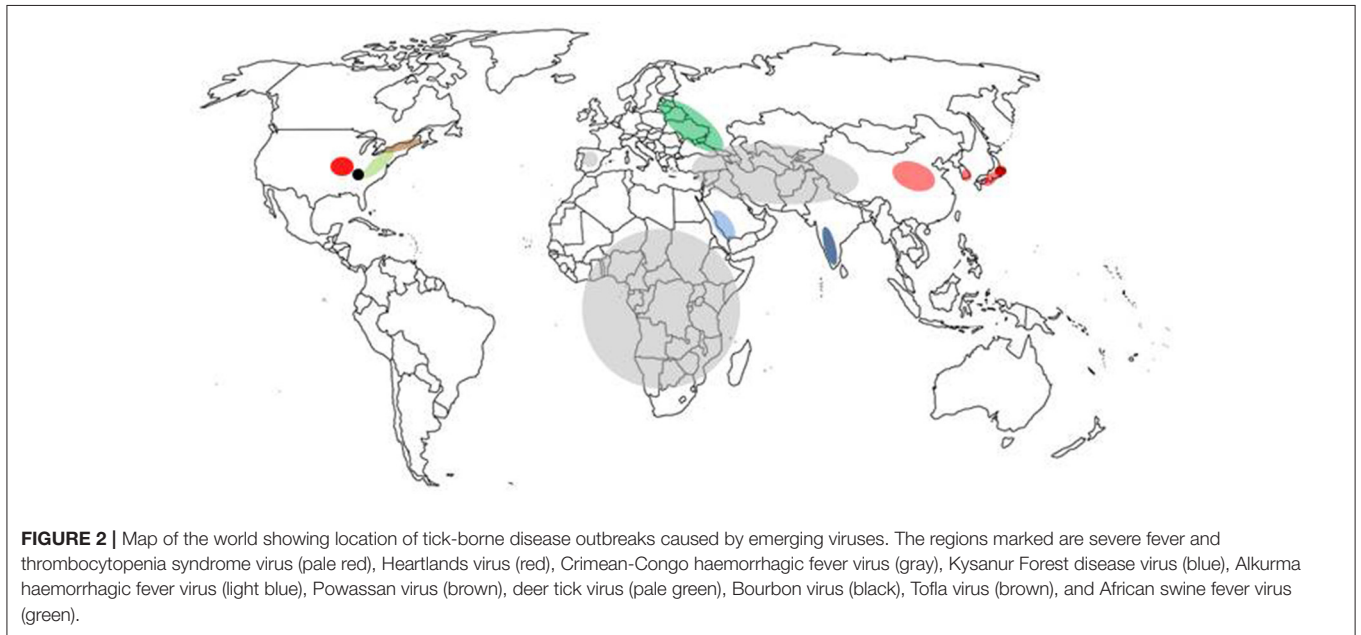 FIGURE 2 | Map of the world showing location of tick-borne disease outbreaks caused by emerging viruses. The regions marked are severe fever and
thrombocytopenia syndrome virus (pale red), Heartlands virus (red), Crimean-Congo haemorrhagic fever virus (gray), Kysanur Forest disease virus (blue), Alkurma
haemorrhagic fever virus (light blue), Powassan virus (brown), deer tick virus (pale green), Bourbon virus (black), Tofla virus (brown), and African swine fever virus
(green).